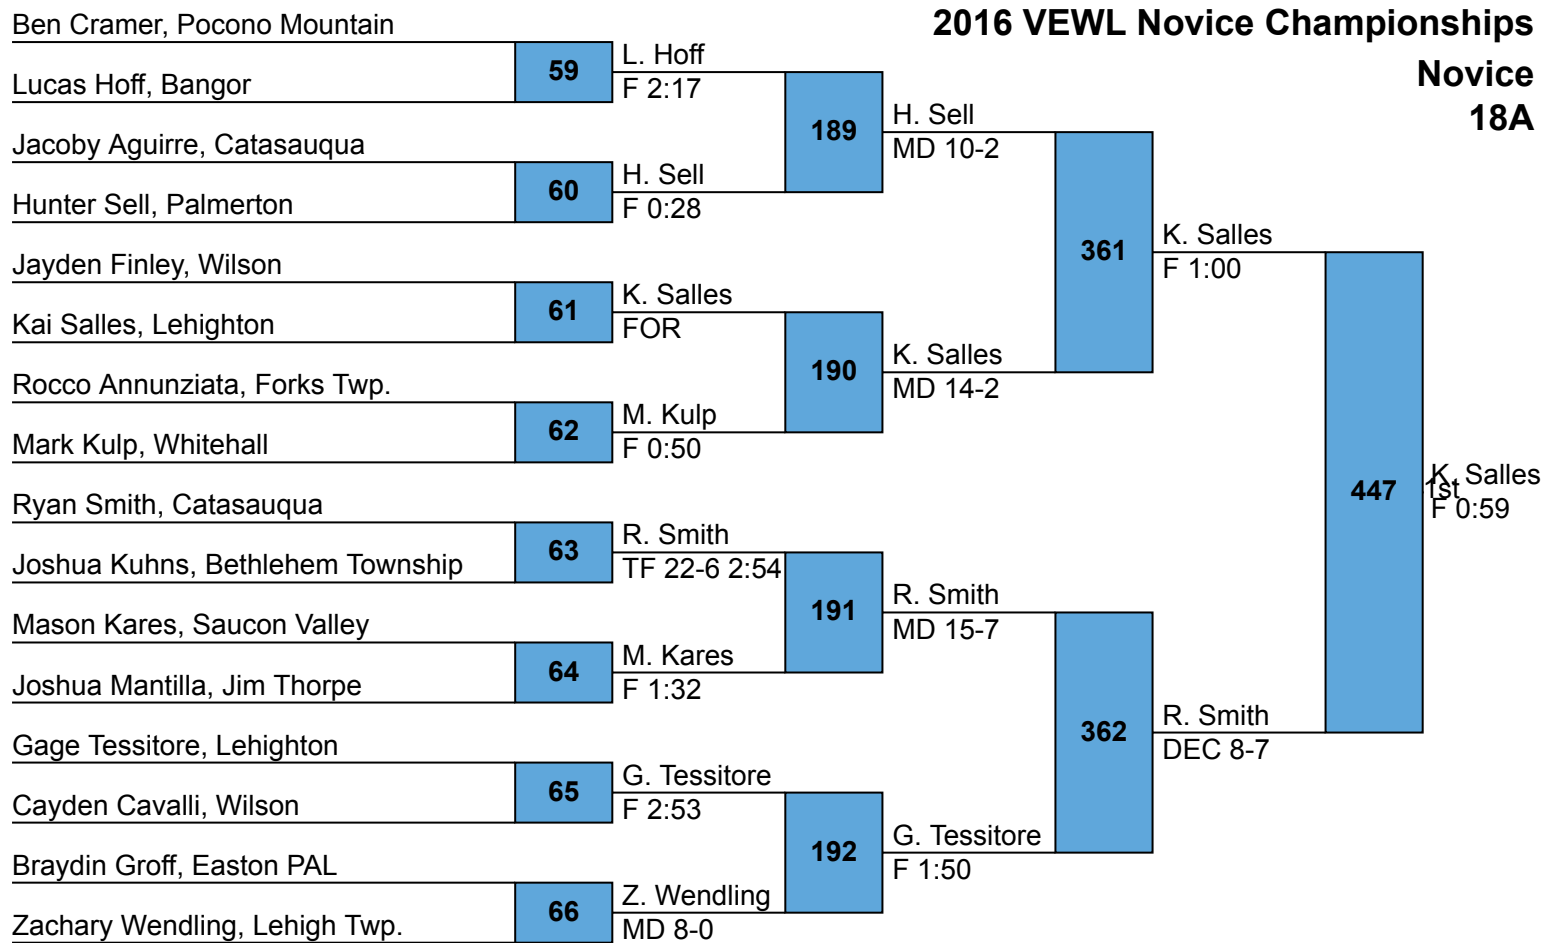 2016 VEWL Novice Championships
Novice
18A
Ben Cramer, Pocono Mountain
Lucas Hoff, Bangor
Jacoby Aguirre, Catasauqua
Hunter Sell, Palmerton
Jayden Finley, Wilson
Kai Salles, Lehighton
Rocco Annunziata, Forks Twp.
Mark Kulp, Whitehall
Ryan Smith, Catasauqua
Joshua Kuhns, Bethlehem Township
Mason Kares, Saucon Valley
Joshua Mantilla, Jim Thorpe
Gage Tessitore, Lehighton
Cayden Cavalli, Wilson
Braydin Groff, Easton PAL
Zachary Wendling, Lehigh Twp.
59
60
61
62
63
64
65
66
L. Hoff
F 2:17
H. Sell
F 0:28
K. Salles
FOR
M. Kulp
F 0:50
R. Smith
TF 22-6 2:54
M. Kares
F 1:32
G. Tessitore
F 2:53
Z. Wendling
MD 8-0
189
190
191
192
H. Sell
MD 10-2
K. Salles
MD 14-2
R. Smith
MD 15-7
G. Tessitore
F 1:50
361
362
K. Salles
F 1:00
R. Smith
DEC 8-7
447
K. Salles
1st
F 0:59